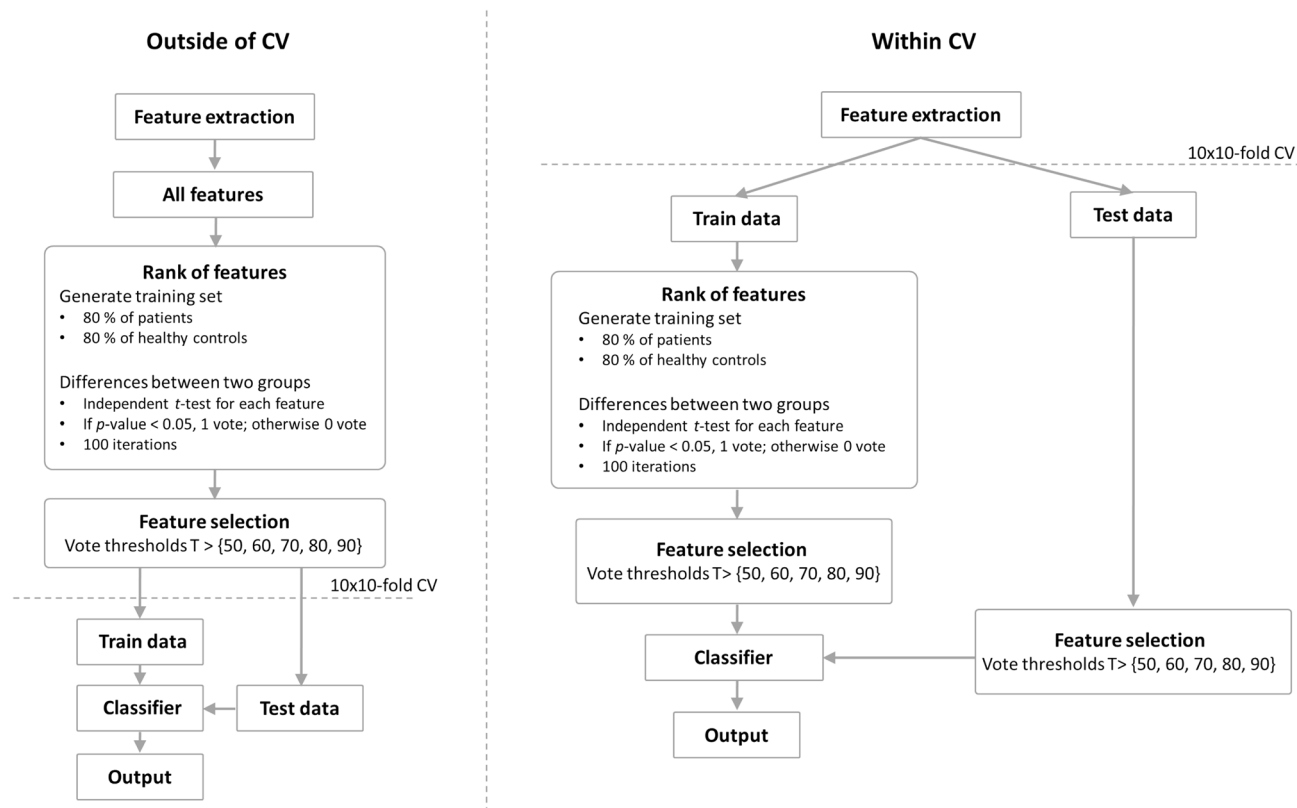 Outside of CV
Feature extraction
All features
Rank of features
Generate training set
• 80 % of patients
• 80 % of healthy controls
Differences between two groups
• Independent t-test for each feature
• If p-value < 0.05, 1 vote; otherwise 0 vote
• 100 iterations
Feature selection
Vote thresholds T > {50, 60, 70, 80, 90}
10x10-fold CV
Train data
Classifier
Test data
Output
Within CV
Feature extraction
10x10-fold CV
Train data
Test data
Rank of features
Generate training set
• 80 % of patients
• 80 % of healthy controls
Differences between two groups
• Independent t-test for each feature
• If p-value < 0.05, 1 vote; otherwise 0 vote
• 100 iterations
Feature selection
Vote thresholds T> {50, 60, 70, 80, 90}
Feature selection
Vote thresholds T> {50, 60, 70, 80, 90}
Classifier
Output